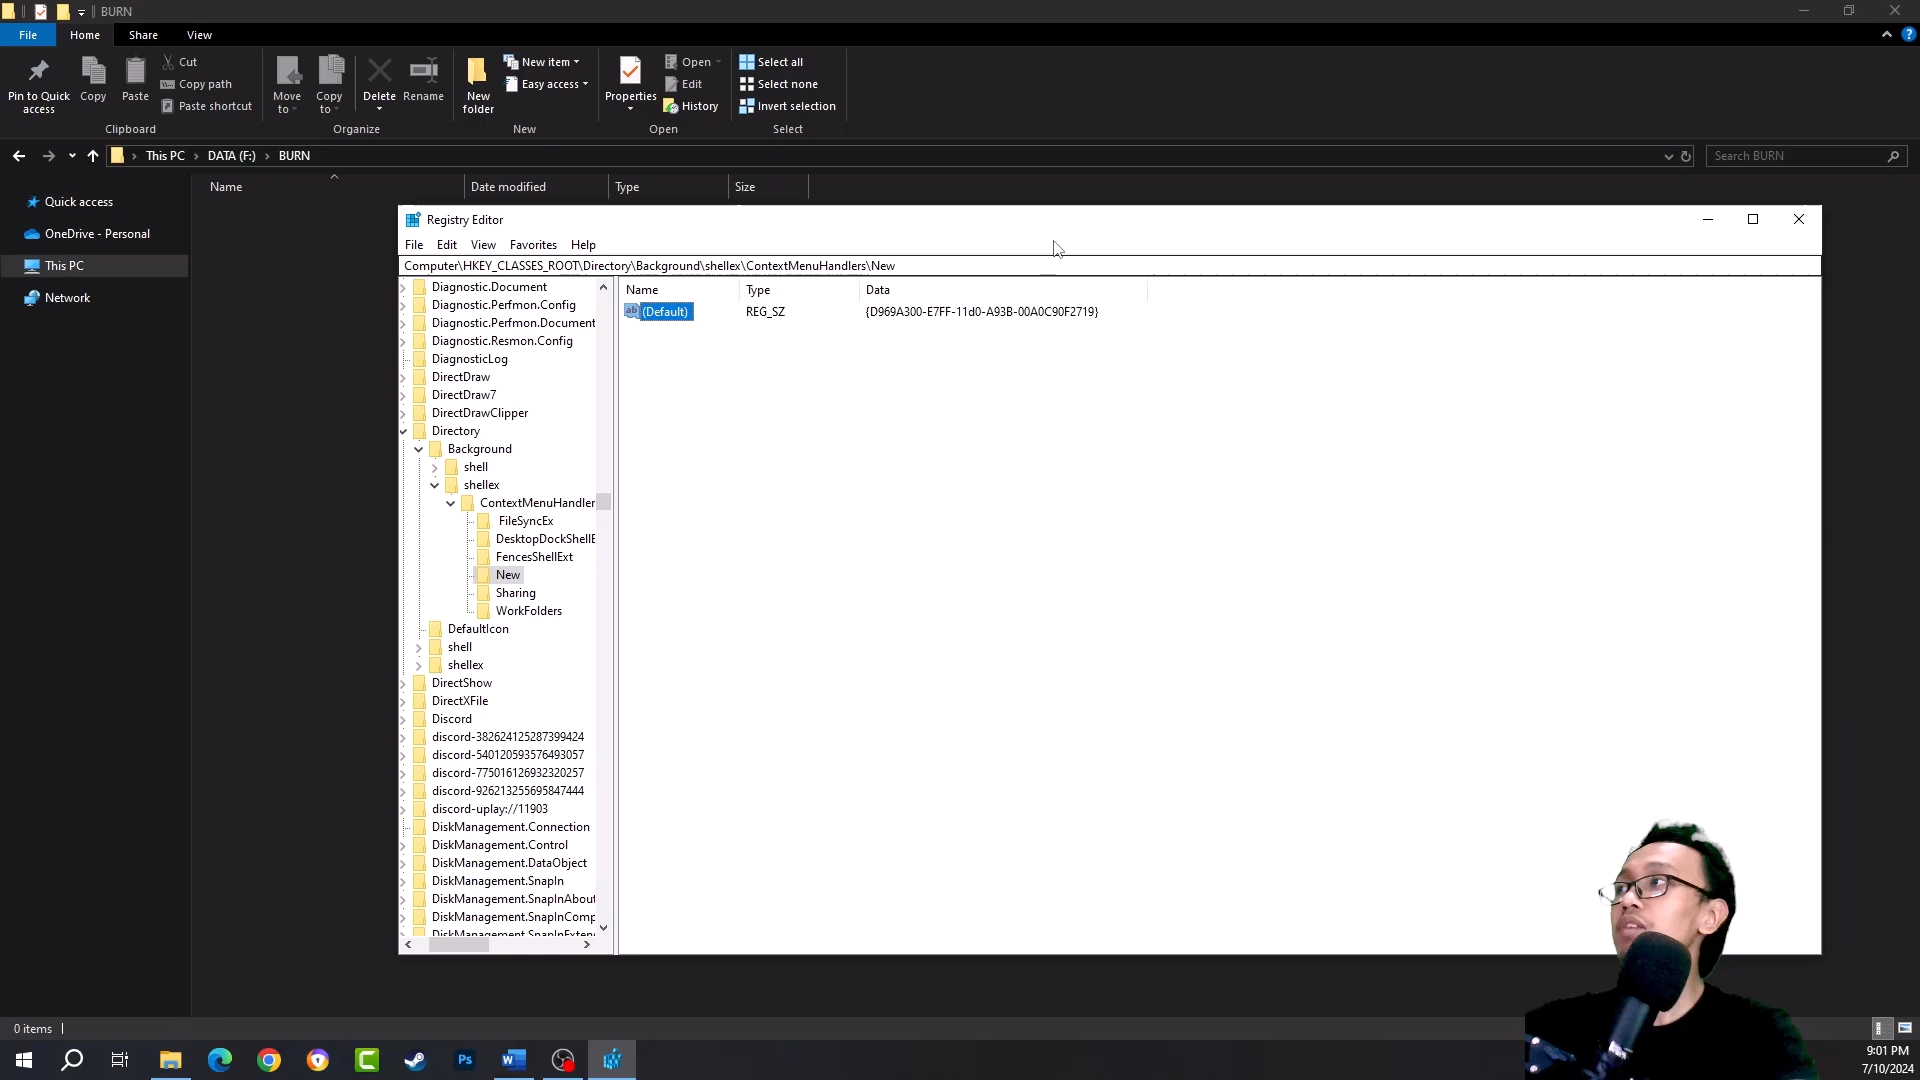 BURN
File
Home
Share
View
Pin to Quick access
Copy
Paste
Cut
Copy path
Paste shortcut
Move to
Copy to
Delete
Rename
New folder
New item
Easy access
Properties
Open
Edit
History
Select all
Select none
Invert selection
Clipboard
Organize
New
Open
Select
This PC > DATA (F:) > BURN
Search BURN
Name
Date modified
Type
Size
Quick access
OneDrive - Personal
This PC
Network
Registry Editor
File
Edit
View
Favorites
Help
Computer\HKEY_CLASSES_ROOT\Directory\Background\shellex\ContextMenuHandlers\New
Diagnostic.Document
Diagnostic.Perfmon.Config
Diagnostic.Perfmon.Document
Diagnostic.Resmon.Config
DiagnosticLog
DirectDraw
DirectDraw7
DirectDrawClipper
Directory
Background
shell
shellex
ContextMenuHandler
FileSyncEx
DesktopDockShellE
FencesShellExt
New
Sharing
WorkFolders
DefaultIcon
shell
shellex
DirectShow
DirectXFile
Discord
discord-382624125287399424
discord-540120593576493057
discord-775016126932320257
discord-926213255695847444
discord-uplay://11903
DiskManagement.Connection
DiskManagement.Control
DiskManagement.DataObject
DiskManagement.SnapIn
DiskManagement.SnapInAbout
DiskManagement.SnapInComp
DiskManagement.SnapInExten
Name
Type
Data
(Default)
REG_SZ
{D969A300-E7FF-11d0-A93B-00A0C90F2719}
0 items
9:01 PM
7/10/2024